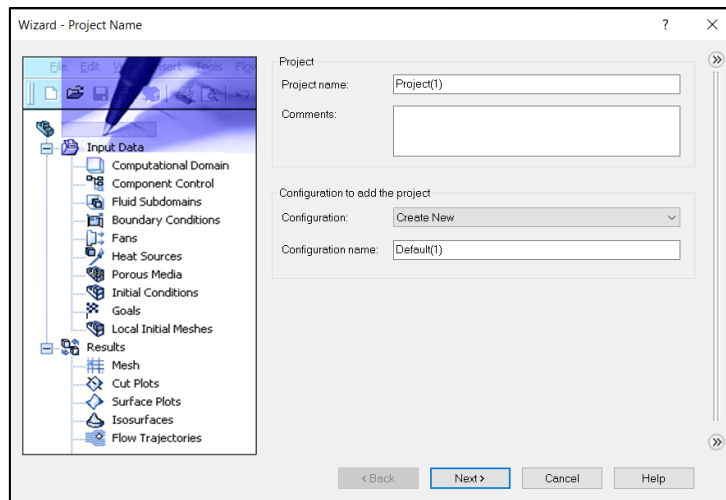 Wizard - Project Name
?
File Edit View Insert Tools Flow
Input Data
Computational Domain
Component Control
Fluid Subdomains
Boundary Conditions
Fans
Heat Sources
Porous Media
Initial Conditions
Goals
Local Initial Meshes
Results
Mesh
Cut Plots
Surface Plots
Isosurfaces
Flow Trajectories
Project
Project name: Project(1)
Comments:
Configuration to add the project
Configuration: Create New
Configuration name: Default(1)
< Back Next > Cancel Help